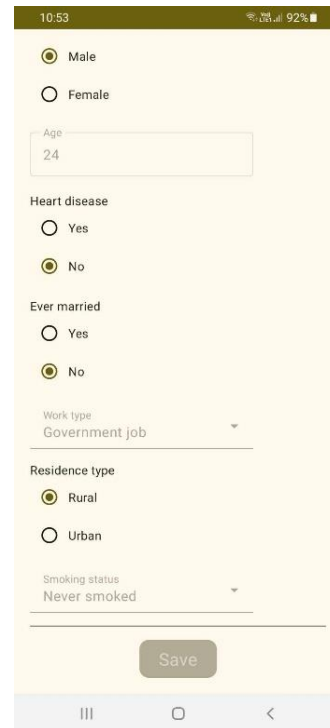 10:53 92%
Male
Female
Age
24
Heart disease
Yes
No
Ever married
Yes
No
Work type
Government job
Residence type
Rural
Urban
Smoking status
Never smoked
Save